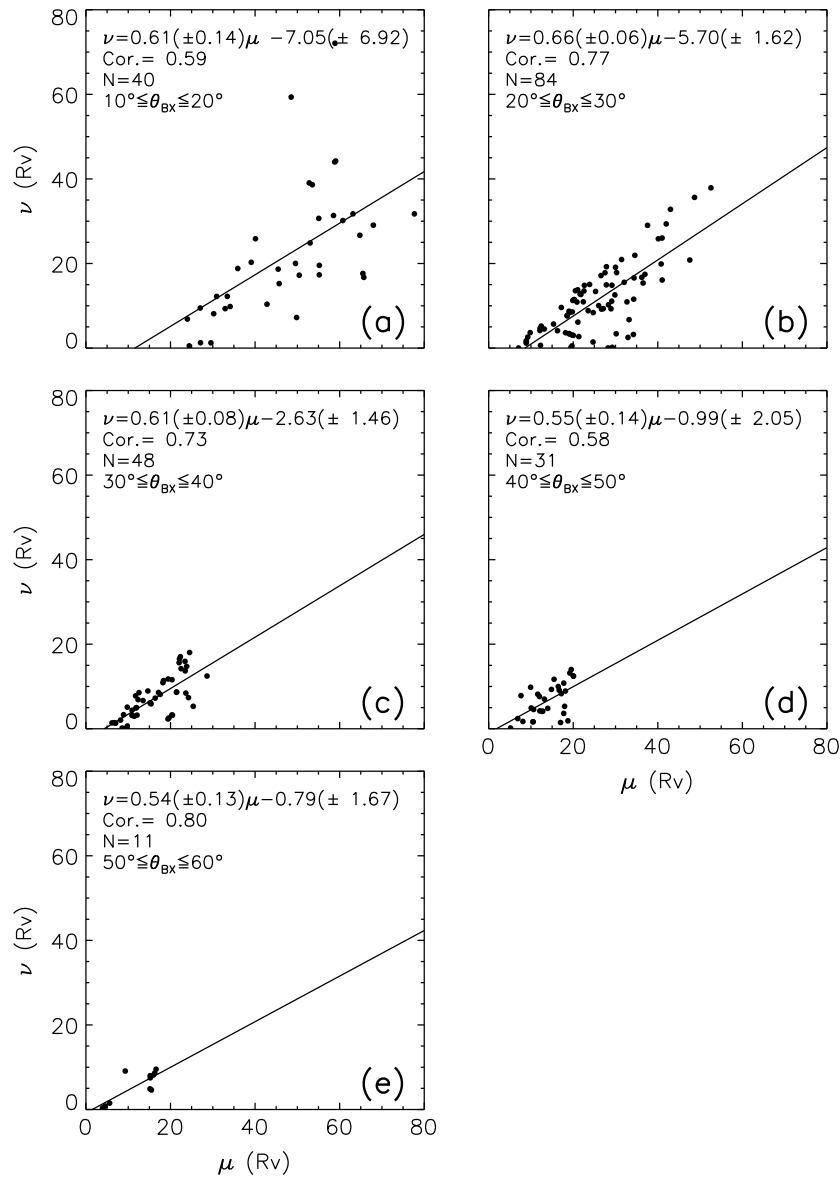 80
60
40
20
0
ν (Rv)
ν=0.61(±0.14)μ −7.05(± 6.92)
Cor.= 0.59
N=40
10°≦θBX≦20°
(a)
ν=0.66(±0.06)μ−5.70(± 1.62)
Cor.= 0.77
N=84
20°≦θBX≦30°
(b)
80
60
40
20
0
ν (Rv)
ν=0.61(±0.08)μ−2.63(± 1.46)
Cor.= 0.73
N=48
30°≦θBX≦40°
(c)
ν=0.55(±0.14)μ−0.99(± 2.05)
Cor.= 0.58
N=31
40°≦θBX≦50°
(d)
0 20 40 60 80
μ (Rv)
80
60
40
20
0
ν (Rv)
ν=0.54(±0.13)μ−0.79(± 1.67)
Cor.= 0.80
N=11
50°≦θBX≦60°
(e)
0 20 40 60 80
μ (Rv)